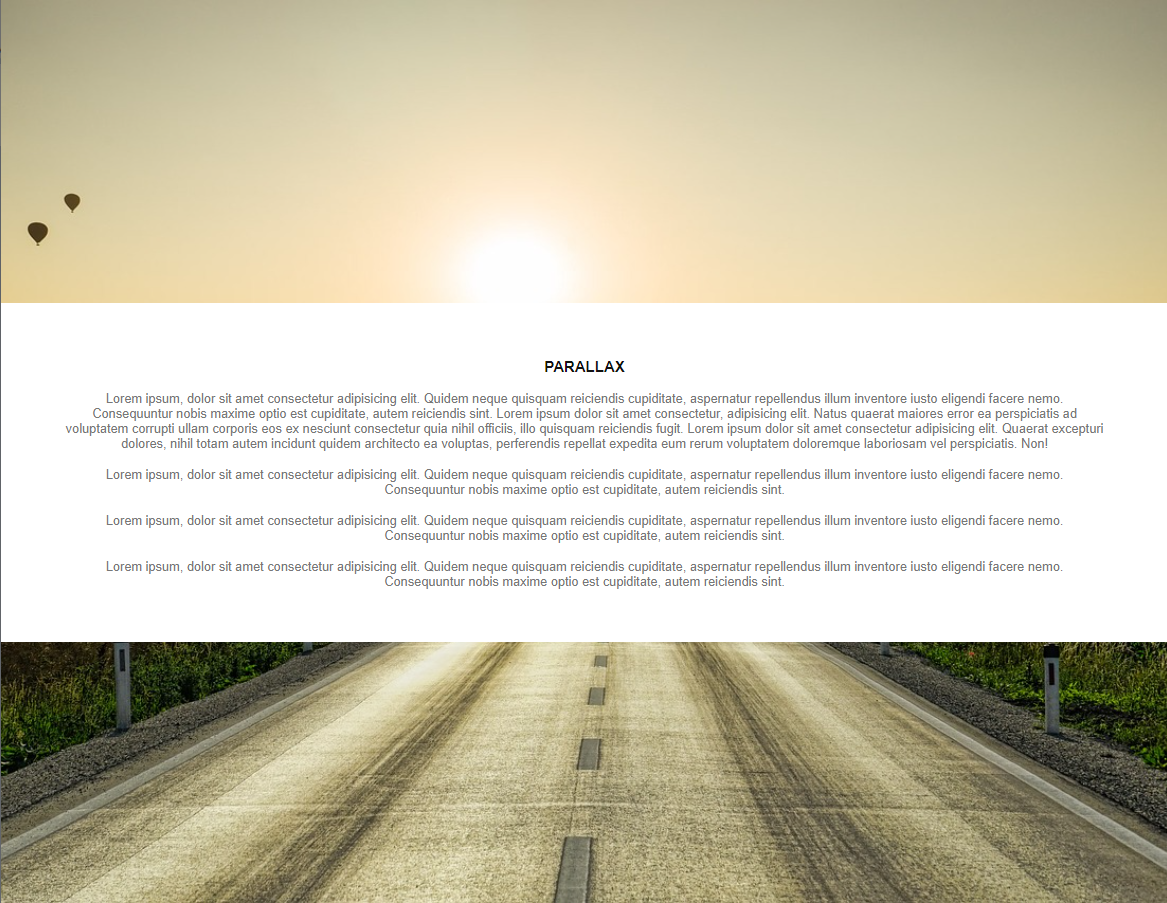 PARALLAX
Lorem ipsum, dolor sit amet consectetur adipisicing elit. Quidem neque quisquam reiciendis cupiditate, aspernatur repellendus illum inventore iusto eligendi facere nemo.
Consequuntur nobis maxime optio est cupiditate, autem reiciendis sint. Lorem ipsum dolor sit amet consectetur, adipisicing elit. Natus quaerat maiores error ea perspiciatis ad
voluptatem corrupti ullam corporis eos ex nesciunt consectetur quia nihil officiis, illo quisquam reiciendis fugit. Lorem ipsum dolor sit amet consectetur adipisicing elit. Quaerat excepturi
dolores, nihil totam autem incidunt quidem architecto ea voluptas, perferendis repellat expedita eum rerum voluptatem doloremque laboriosam vel perspiciatis. Non!
Lorem ipsum, dolor sit amet consectetur adipisicing elit. Quidem neque quisquam reiciendis cupiditate, aspernatur repellendus illum inventore iusto eligendi facere nemo.
Consequuntur nobis maxime optio est cupiditate, autem reiciendis sint.
Lorem ipsum, dolor sit amet consectetur adipisicing elit. Quidem neque quisquam reiciendis cupiditate, aspernatur repellendus illum inventore iusto eligendi facere nemo.
Consequuntur nobis maxime optio est cupiditate, autem reiciendis sint.
Lorem ipsum, dolor sit amet consectetur adipisicing elit. Quidem neque quisquam reiciendis cupiditate, aspernatur repellendus illum inventore iusto eligendi facere nemo.
Consequuntur nobis maxime optio est cupiditate, autem reiciendis sint.